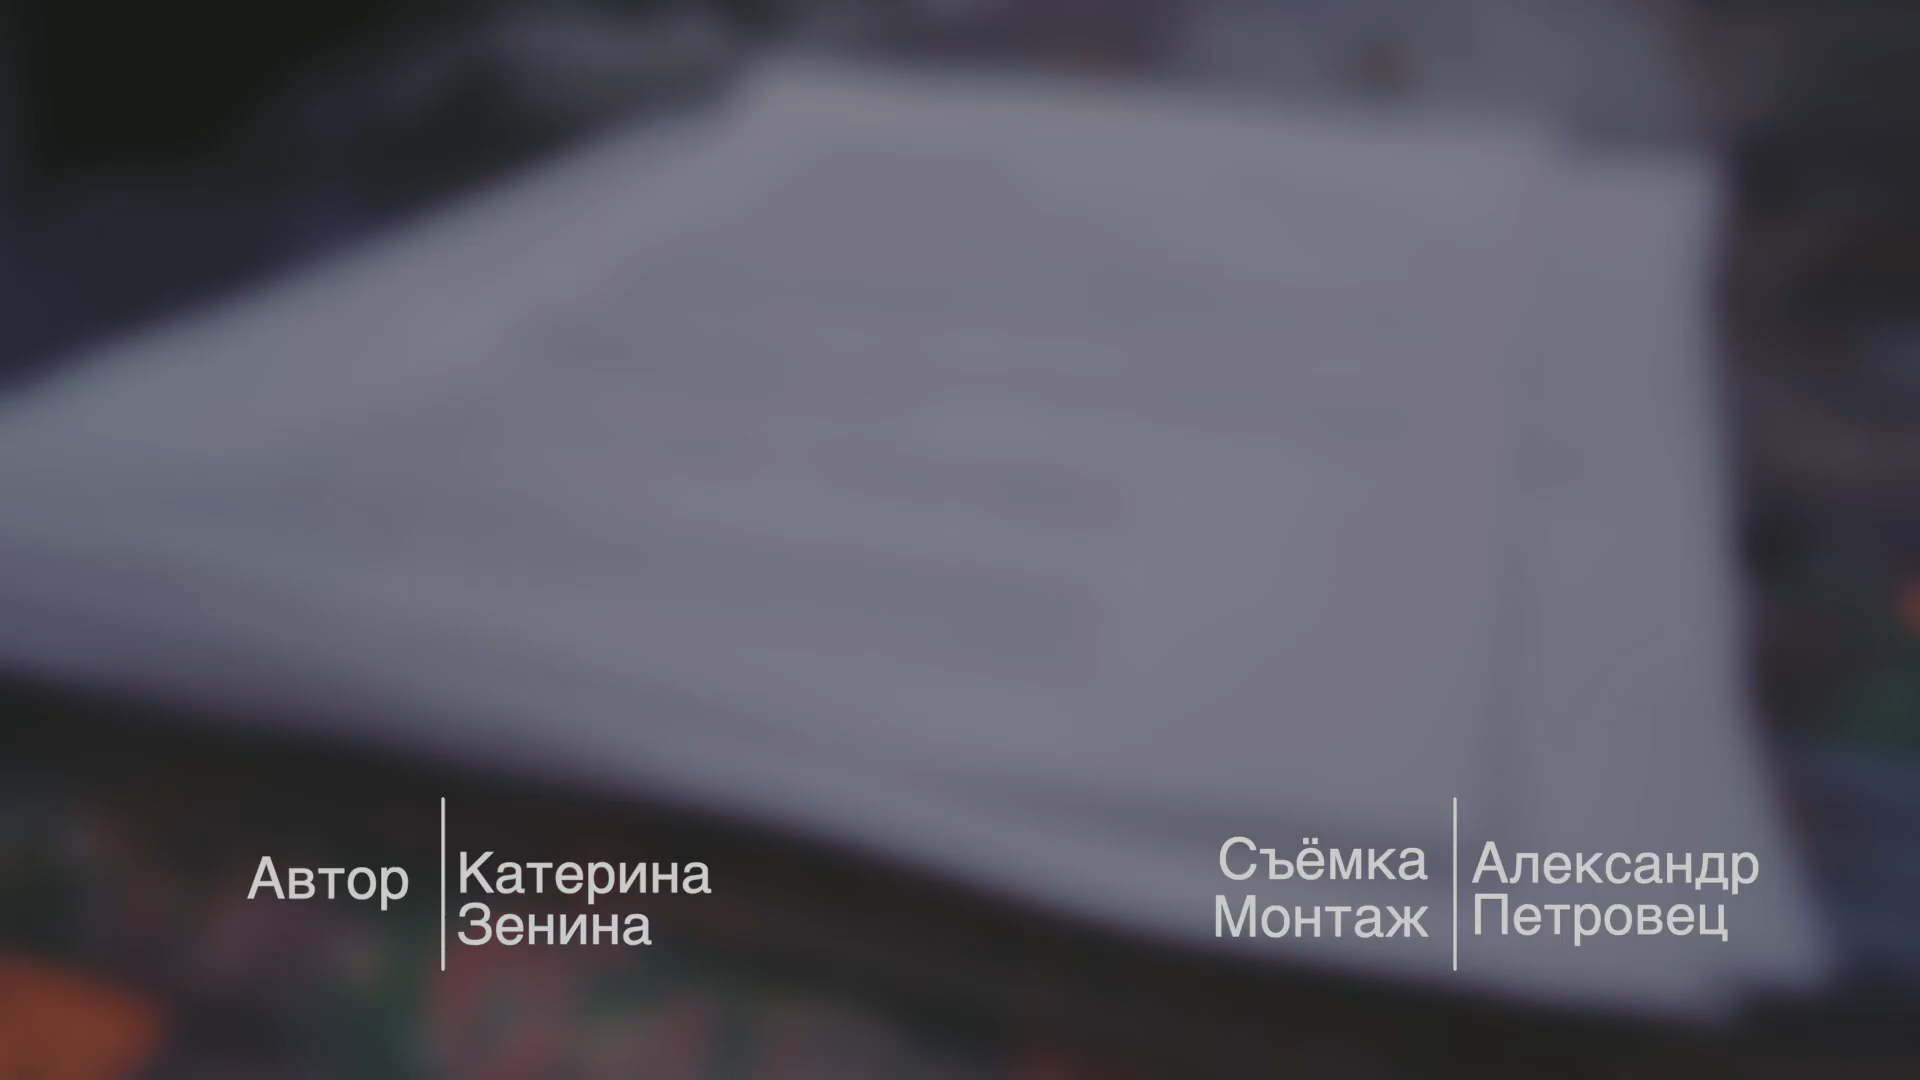 Автор
Катерина
Зенина
Съёмка
Монтаж
Александр
Петровец